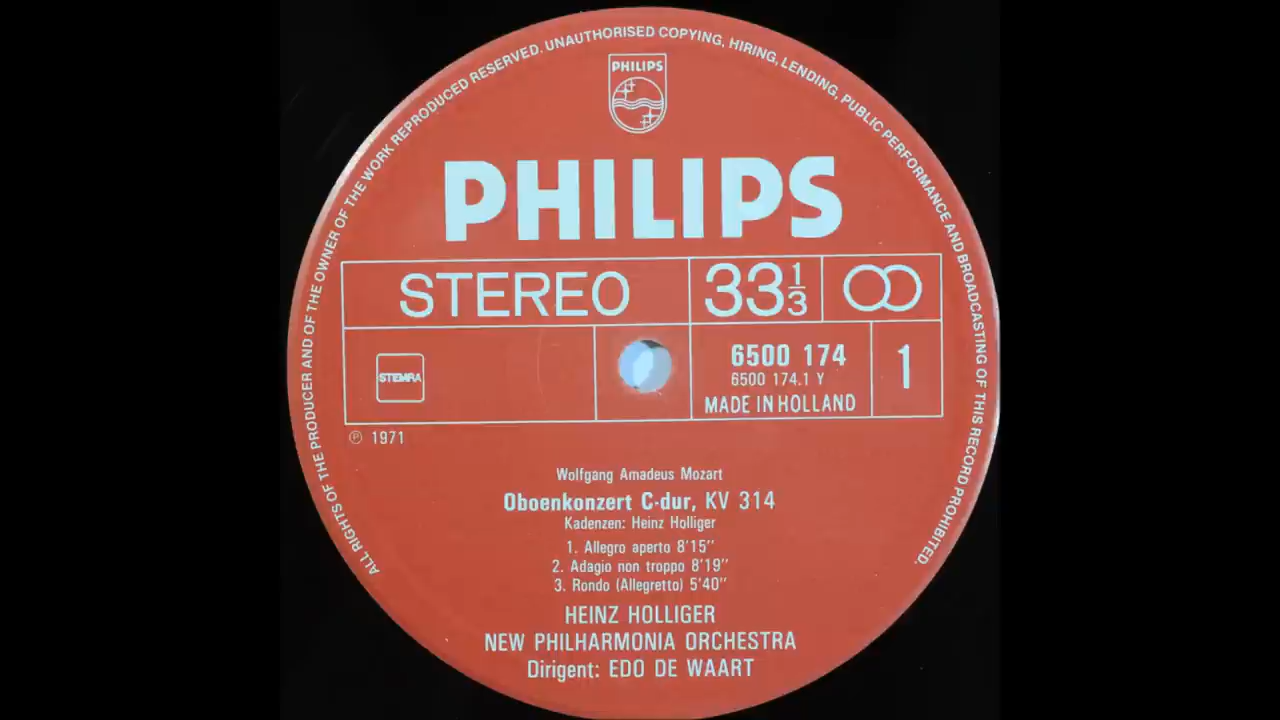 ALL RIGHTS OF THE PRODUCER AND OF THE OWNER OF THE WORK REPRODUCED RESERVED. UNAUTHORISED COPYING, HIRING, LENDING, PUBLIC PERFORMANCE AND BROADCASTING OF THIS RECORD PROHIBITED.
PHILIPS
PHILIPS
STEREO 33 1/3
STEMRA
6500 174 1
6500 174.1 Y
MADE IN HOLLAND
℗ 1971
Wolfgang Amadeus Mozart
Oboenkonzert C-dur, KV 314
Kadenzen: Heinz Holliger
1. Allegro aperto 8'15"
2. Adagio non troppo 8'19"
3. Rondo (Allegretto) 5'40"
HEINZ HOLLIGER
NEW PHILHARMONIA ORCHESTRA
Dirigent: EDO DE WAART